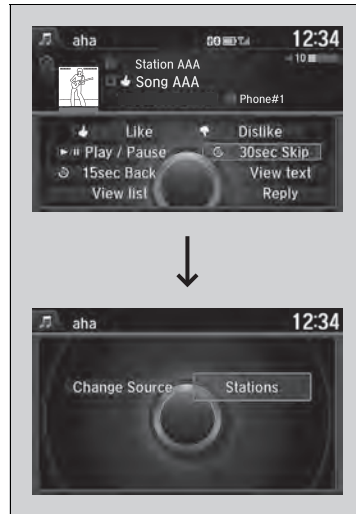 aha 12:34
Station AAA 10
Song AAA
Phone#1
Like Dislike
Play / Pause 30sec Skip
15sec Back View text
View list Reply
aha 12:34
Change Source Stations